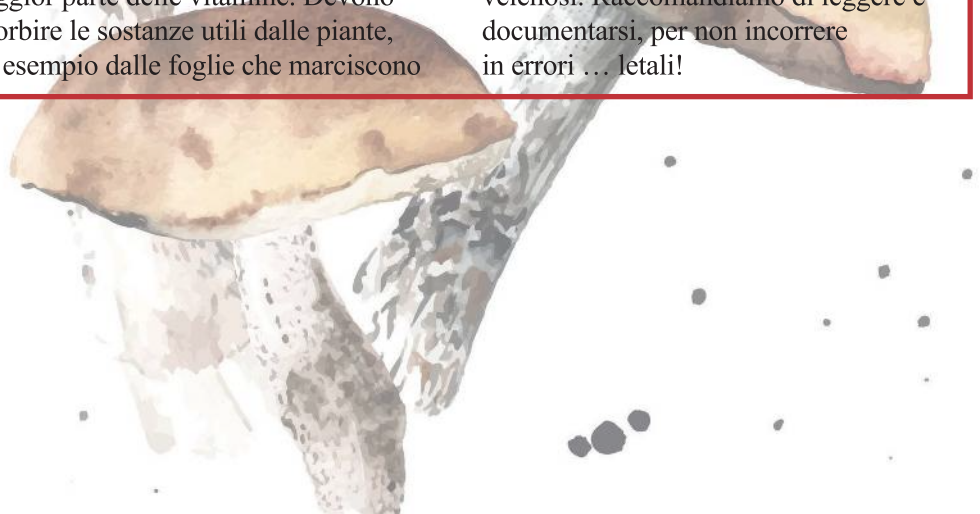 ggior parte delle vitamine. Devono
orbire le sostanze utili dalle piante,
esempio dalle foglie che marciscono
velenosi. Raccomandiamo di leggere e
documentarsi, per non incorrere
in errori … letali!